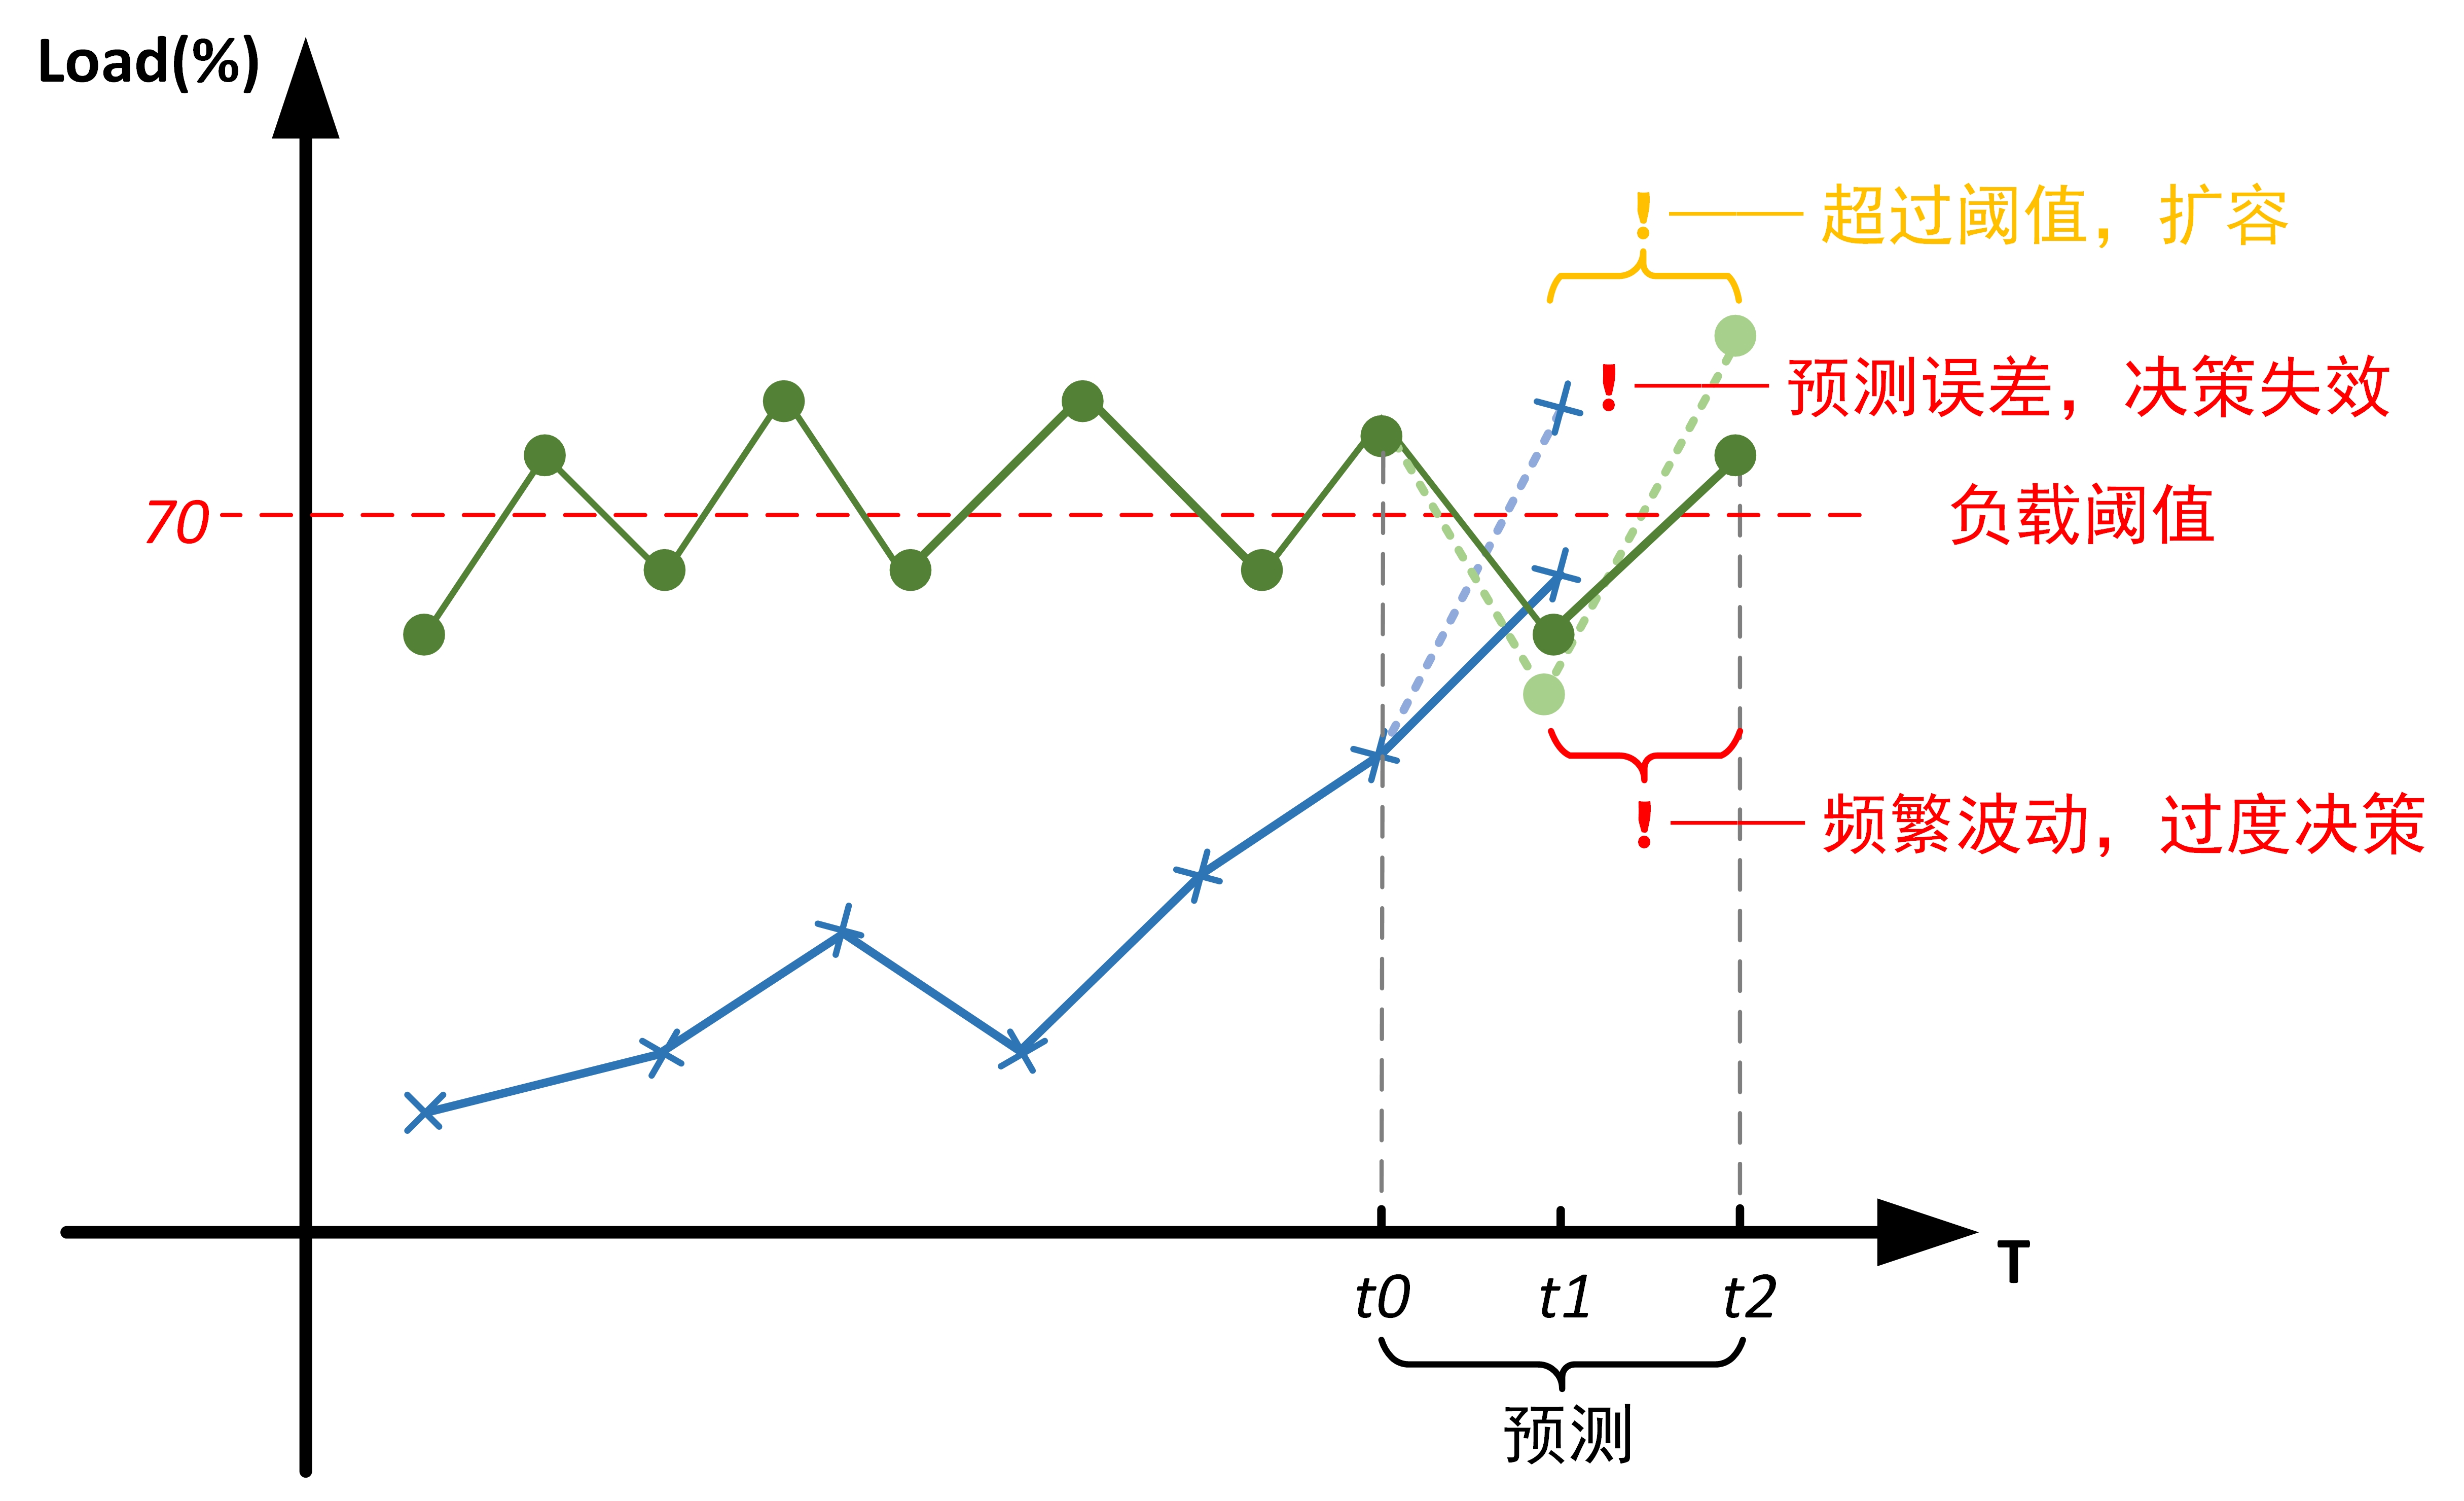 Load(%)
! 超过阈值，扩容
! 预测误差，决策失效
70
负载阈值
! 频繁波动，过度决策
T
t0 t1 t2
预测